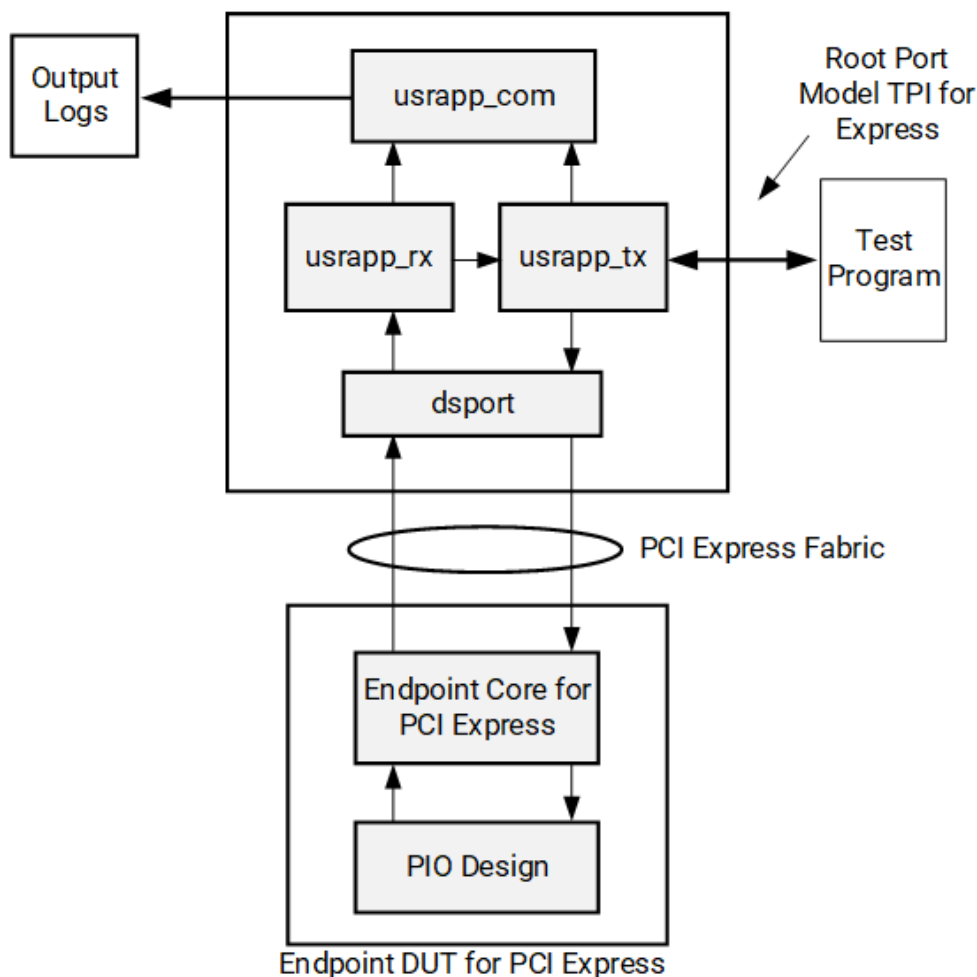 Output
Logs
usrapp_com
Root Port
Model TPI for
Express
usrapp_rx
usrapp_tx
Test
Program
dsport
PCI Express Fabric
Endpoint Core for
PCI Express
PIO Design
Endpoint DUT for PCI Express